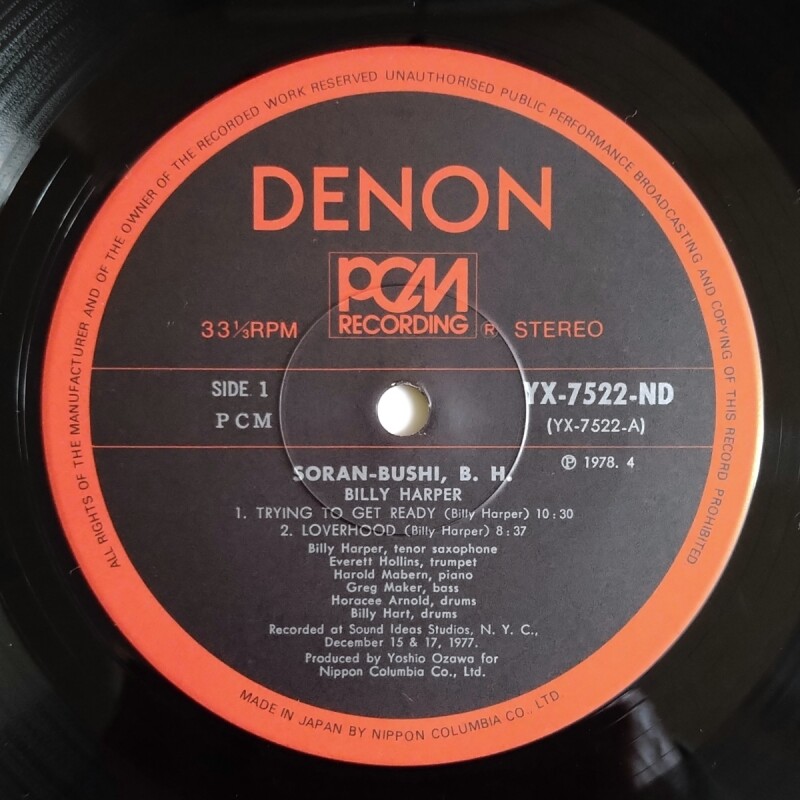 ALL RIGHTS OF THE MANUFACTURER AND OF THE OWNER OF THE RECORDED WORK RESERVED UNAUTHORISED PUBLIC PERFORMANCE BROADCASTING AND COPYING OF THIS RECORD PROHIBITED
DENON
PCM
RECORDING
33⅓RPM ® STEREO
SIDE 1 YX-7522-ND
PCM (YX-7522-A)
℗ 1978. 4
SORAN-BUSHI, B. H.
BILLY HARPER
1. TRYING TO GET READY (Billy Harper) 10:30
2. LOVERHOOD (Billy Harper) 8:37
Billy Harper, tenor saxophone
Everett Hollins, trumpet
Harold Mabern, piano
Greg Maker, bass
Horacee Arnold, drums
Billy Hart, drums
Recorded at Sound Ideas Studios, N. Y. C.,
December 15 & 17, 1977.
Produced by Yoshio Ozawa for
Nippon Columbia Co., Ltd.
MADE IN JAPAN BY NIPPON COLUMBIA CO., LTD